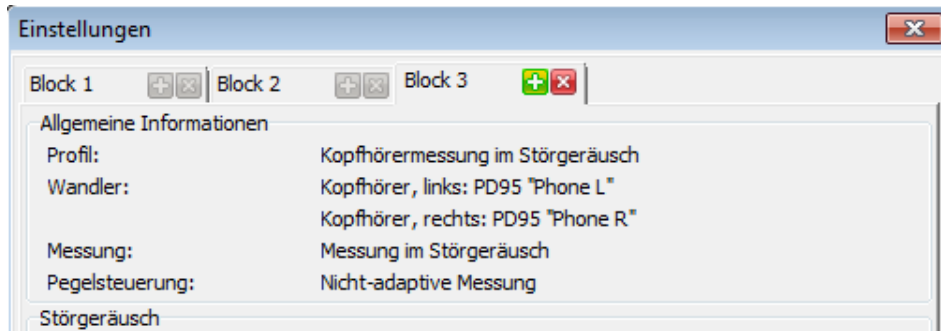 Einstellungen
Block 1 Block 2 Block 3
Allgemeine Informationen
Profil: Kopfhörermessung im Störgeräusch
Wandler: Kopfhörer, links: PD95 "Phone L"
Kopfhörer, rechts: PD95 "Phone R"
Messung: Messung im Störgeräusch
Pegelsteuerung: Nicht-adaptive Messung
Störgeräusch